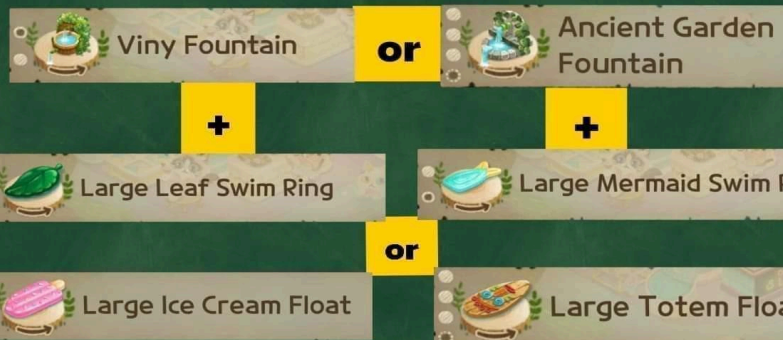 Viny Fountain
or
Ancient Garden
Fountain
+
+
Large Leaf Swim Ring
Large Mermaid Swim
or
Large Ice Cream Float
Large Totem